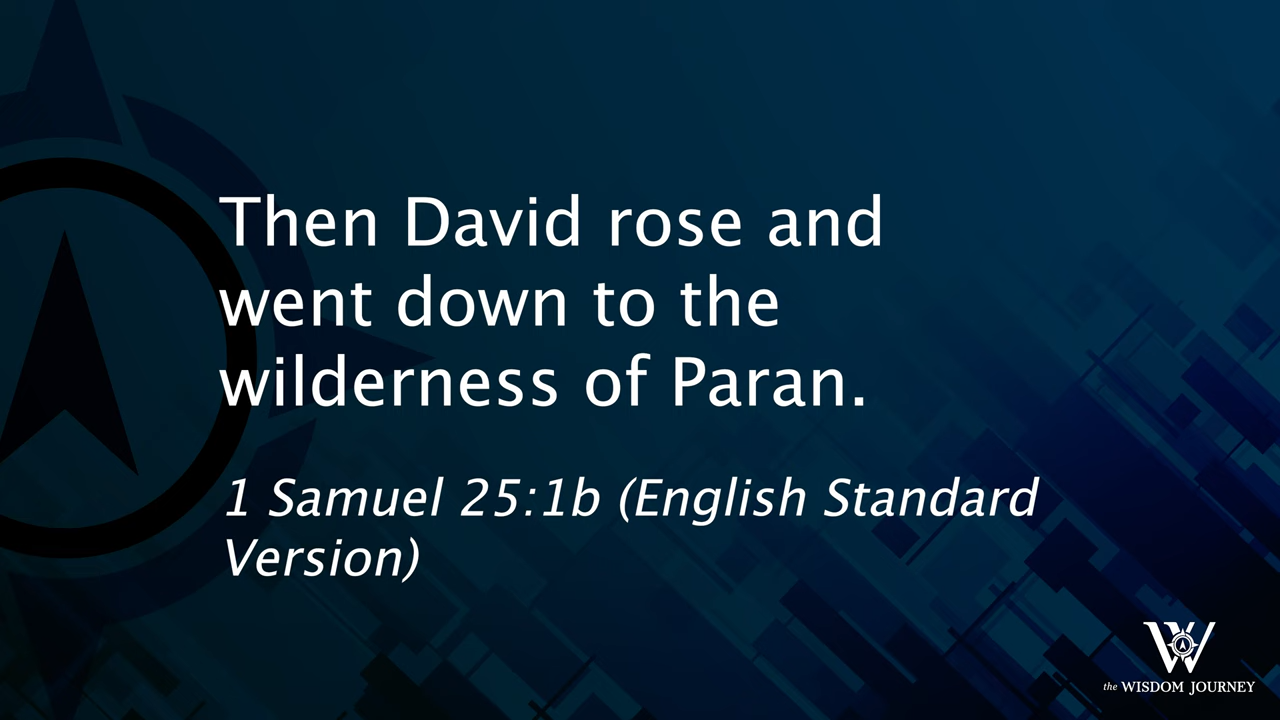 Then David rose and
went down to the
wilderness of Paran.
1 Samuel 25:1b (English Standard
Version)
W
the WISDOM JOURNEY